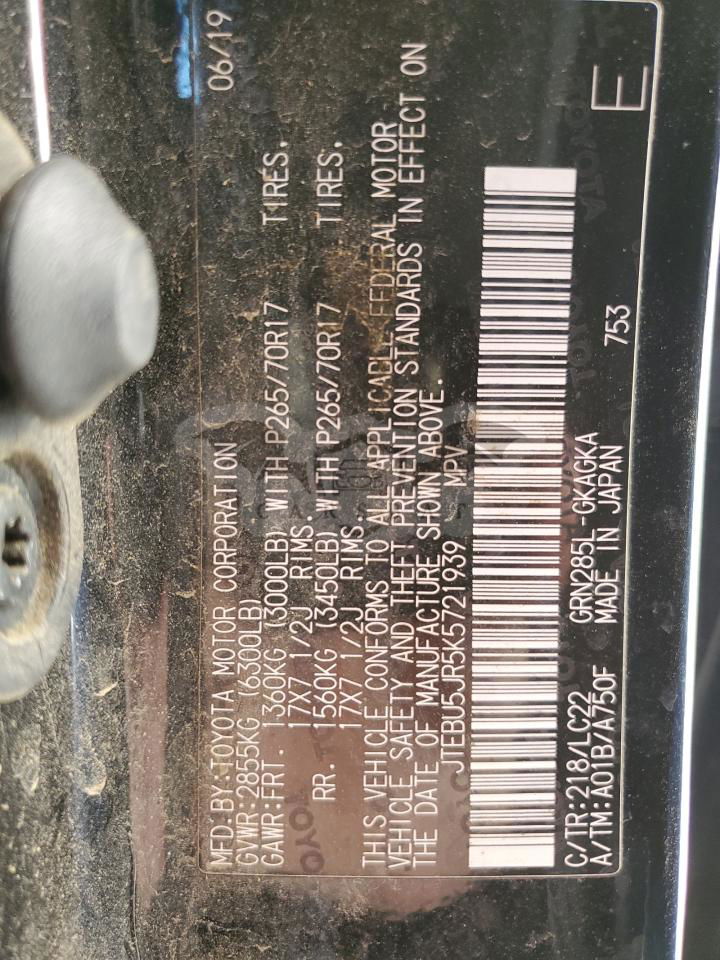 MFD.BY:TOYOTA MOTOR CORPORATION 06/19
GVWR:2855KG (6300LB)
GAWR:FRT. 1360KG (3000LB) WITH P265/70R17 TIRES.
17X7 1/2J RIMS.
RR. 1560KG (3450LB) WITH P265/70R17 TIRES.
17X7 1/2J RIMS.
THIS VEHICLE CONFORMS TO ALL APPLICABLE FEDERAL MOTOR
VEHICLE SAFETY AND THEFT PREVENTION STANDARDS IN EFFECT ON
THE DATE OF MANUFACTURE SHOWN ABOVE.
JTEBU5JR5K5721939 MPV
C/TR:218/LC22 GRN285L-GKAGKA
A/TM:A01B/A750F MADE IN JAPAN 753
E